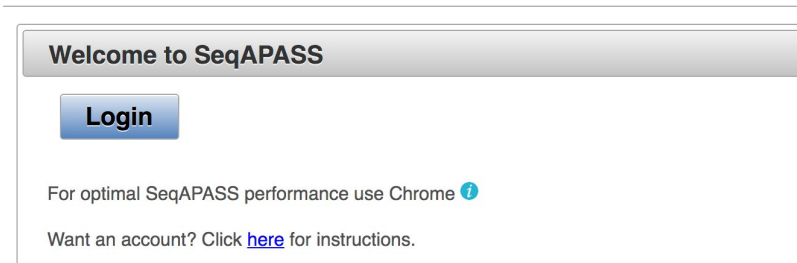 Welcome to SeqAPASS
Login
For optimal SeqAPASS performance use Chrome i
Want an account? Click here for instructions.